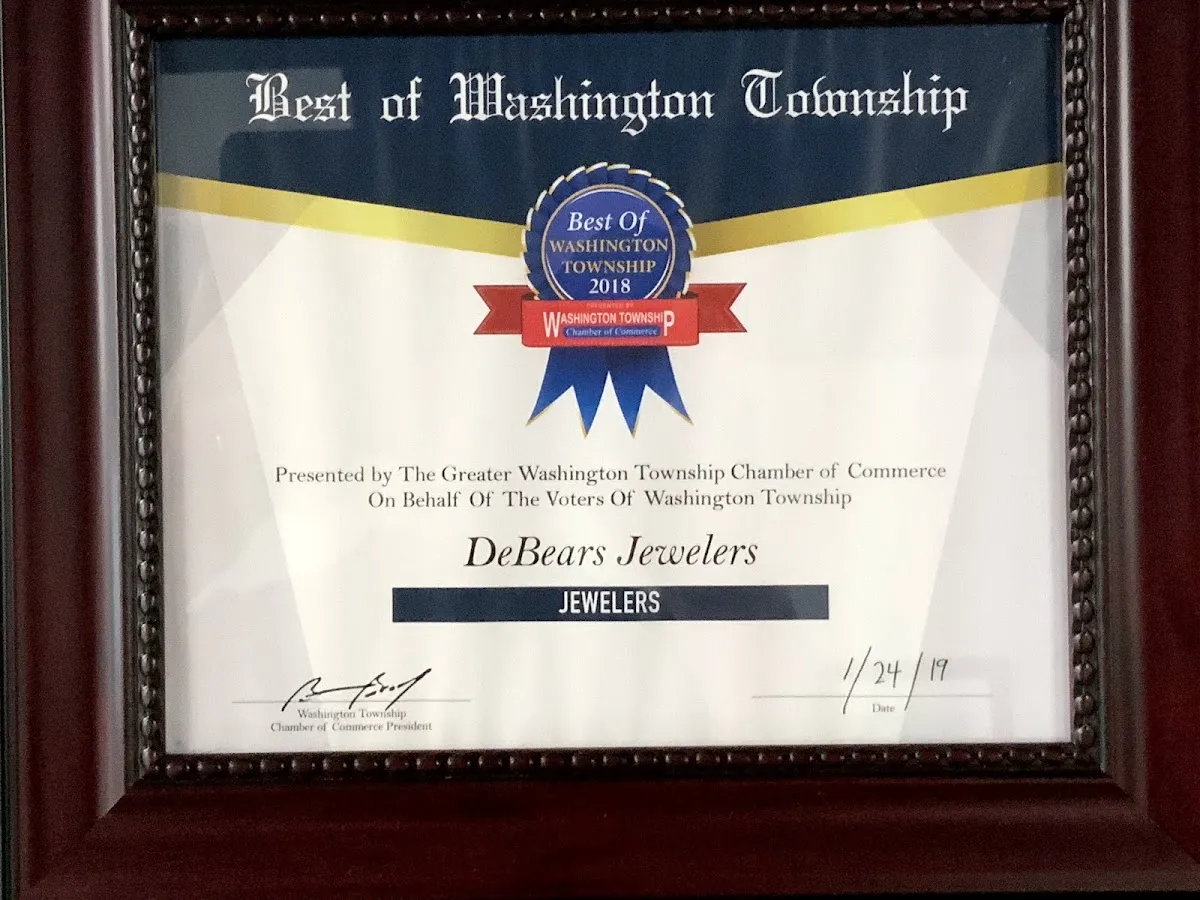 Best of Washington Township
Best Of
WASHINGTON
TOWNSHIP
2018
PRESENTED BY
WASHINGTON TOWNSHIP
Chamber of Commerce
Presented by The Greater Washington Township Chamber of Commerce
On Behalf Of The Voters Of Washington Township
DeBears Jewelers
JEWELERS
1/24/19
Washington Township
Chamber of Commerce President
Date